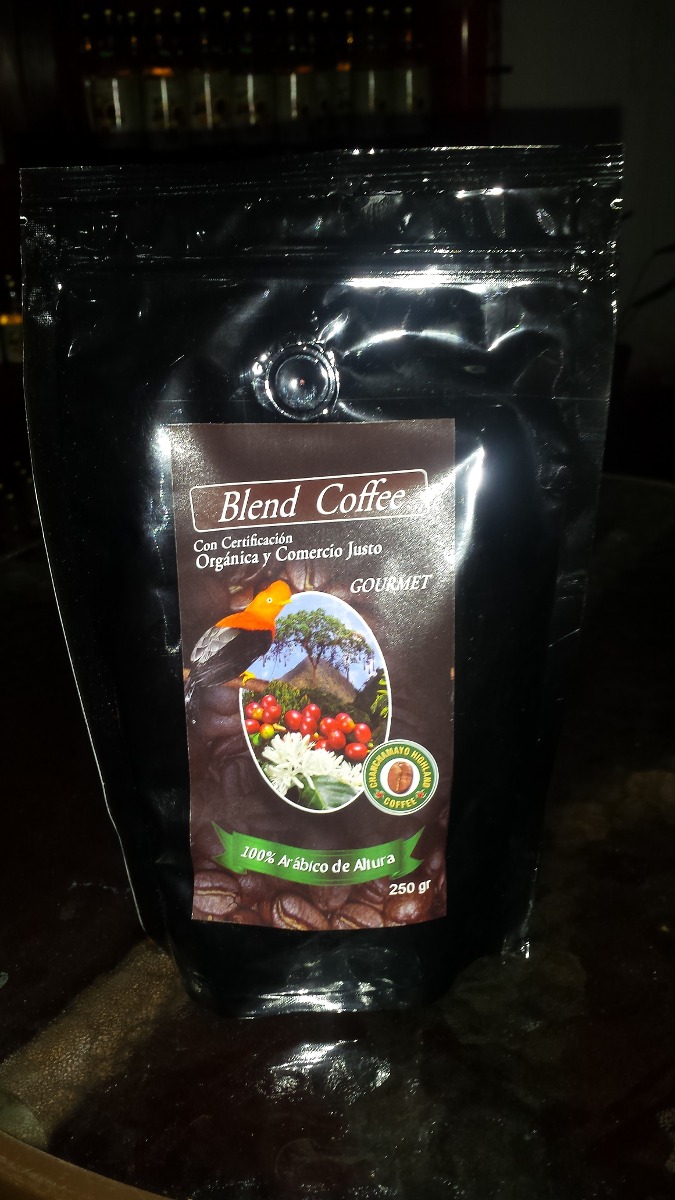 Blend Coffee
Con Certificación
Orgánica y Comercio Justo
GOURMET
CHANCHAMAYO HIGHLAND
COFFEE
100% Arábico de Altura
250 gr